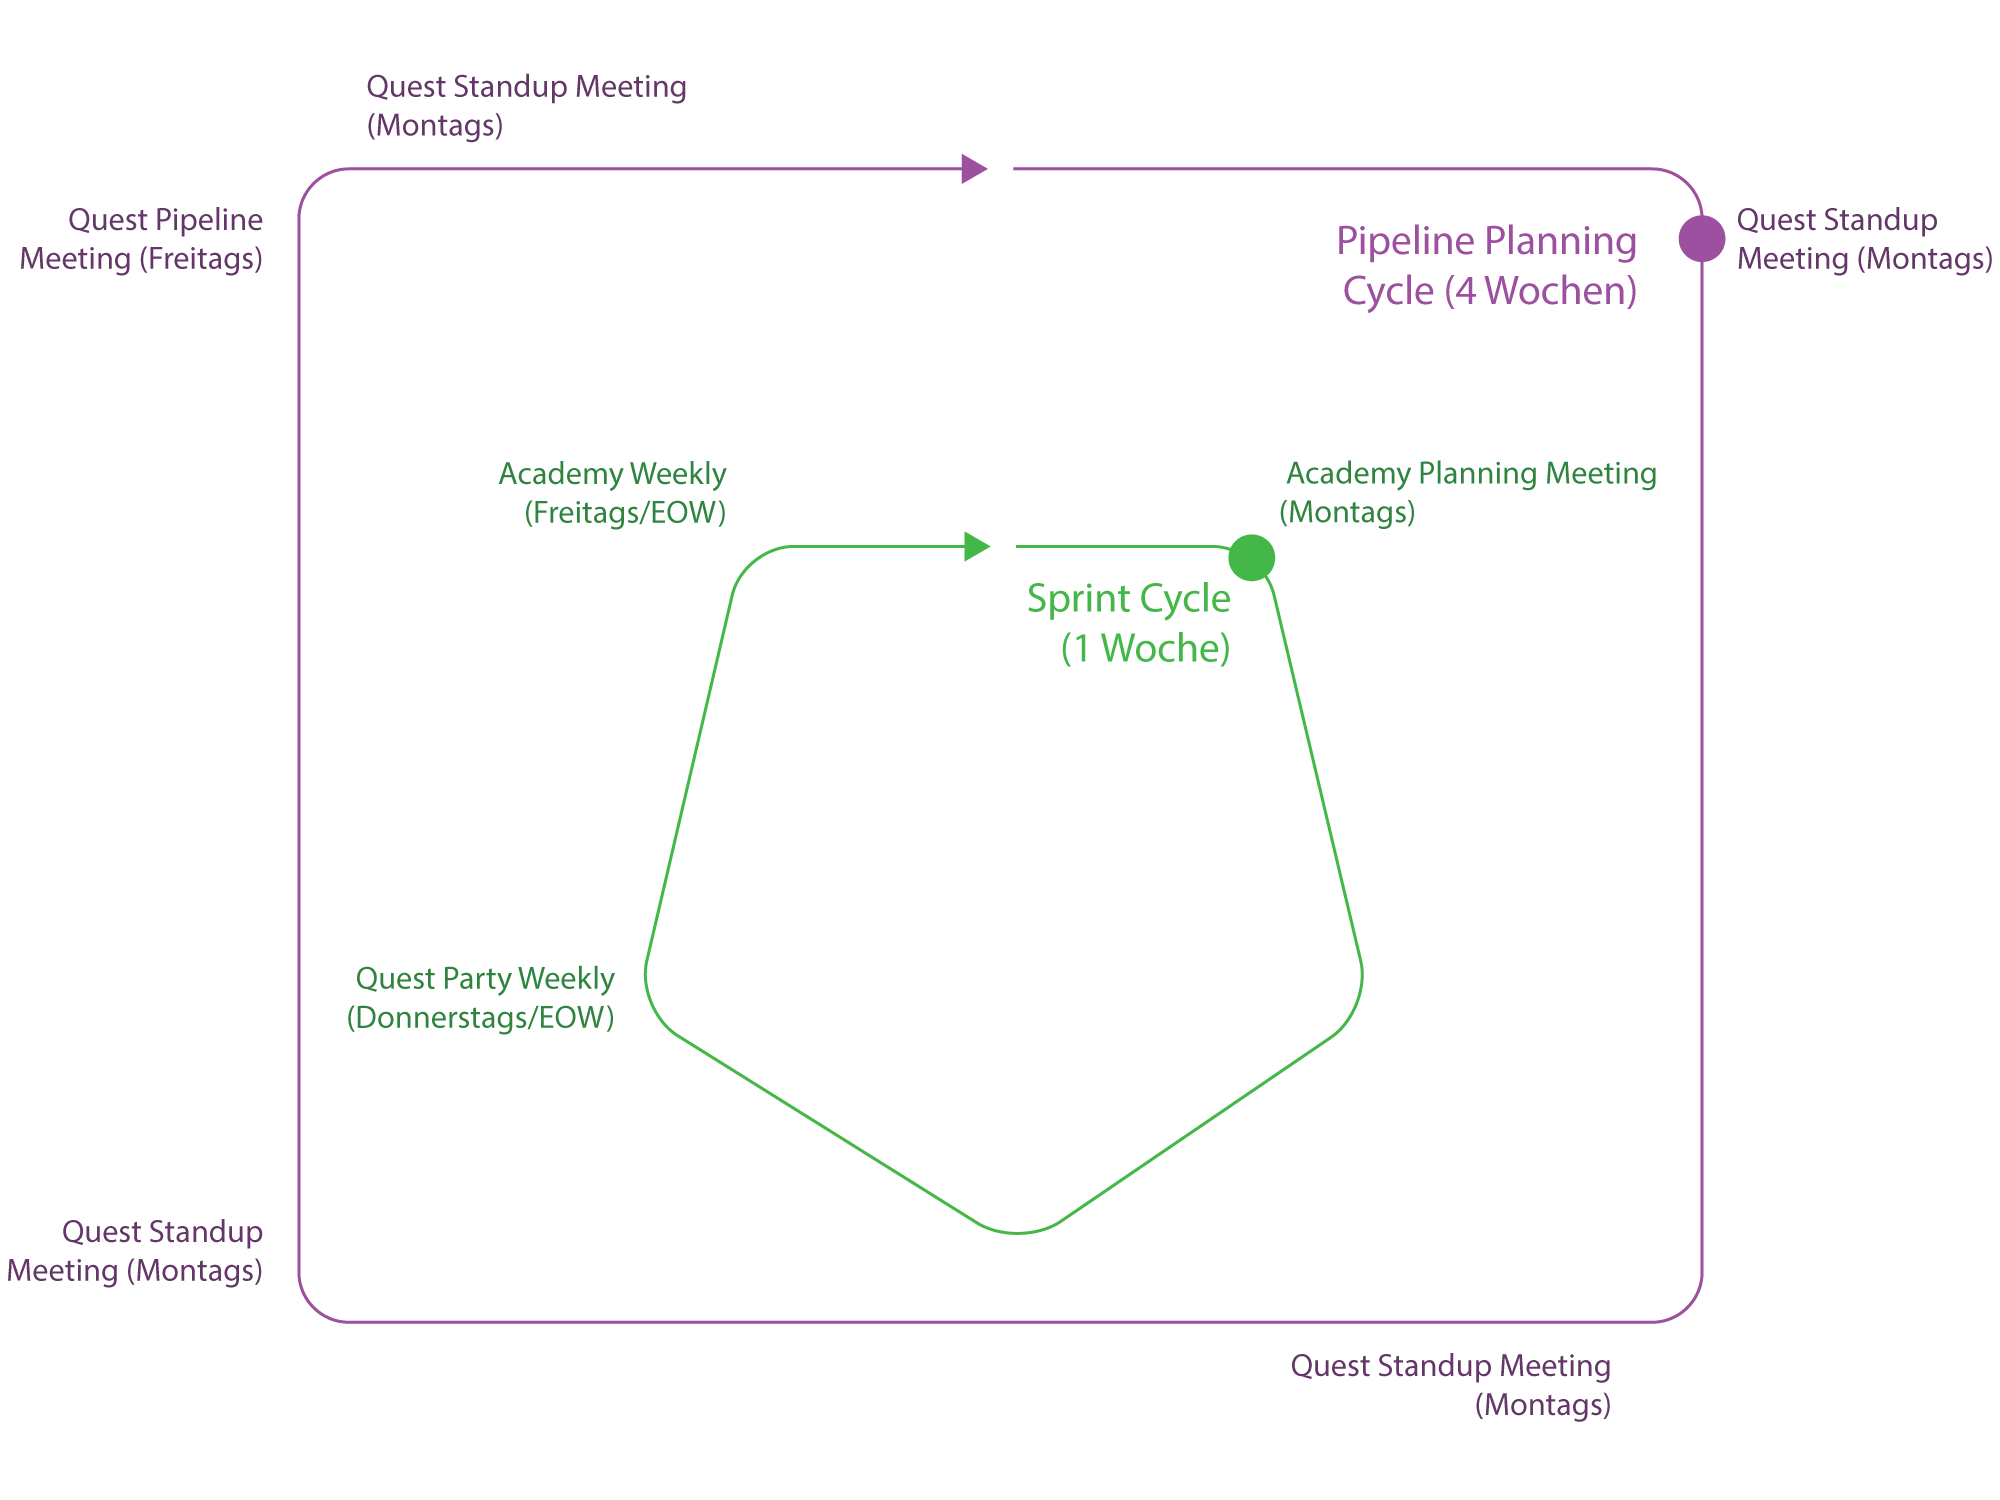 Quest Standup Meeting
(Montags)
Quest Pipeline
Meeting (Freitags)
Pipeline Planning
Cycle (4 Wochen)
Quest Standup
Meeting (Montags)
Academy Weekly
(Freitags/EOW)
Academy Planning Meeting
(Montags)
Sprint Cycle
(1 Woche)
Quest Party Weekly
(Donnerstags/EOW)
Quest Standup
Meeting (Montags)
Quest Standup Meeting
(Montags)